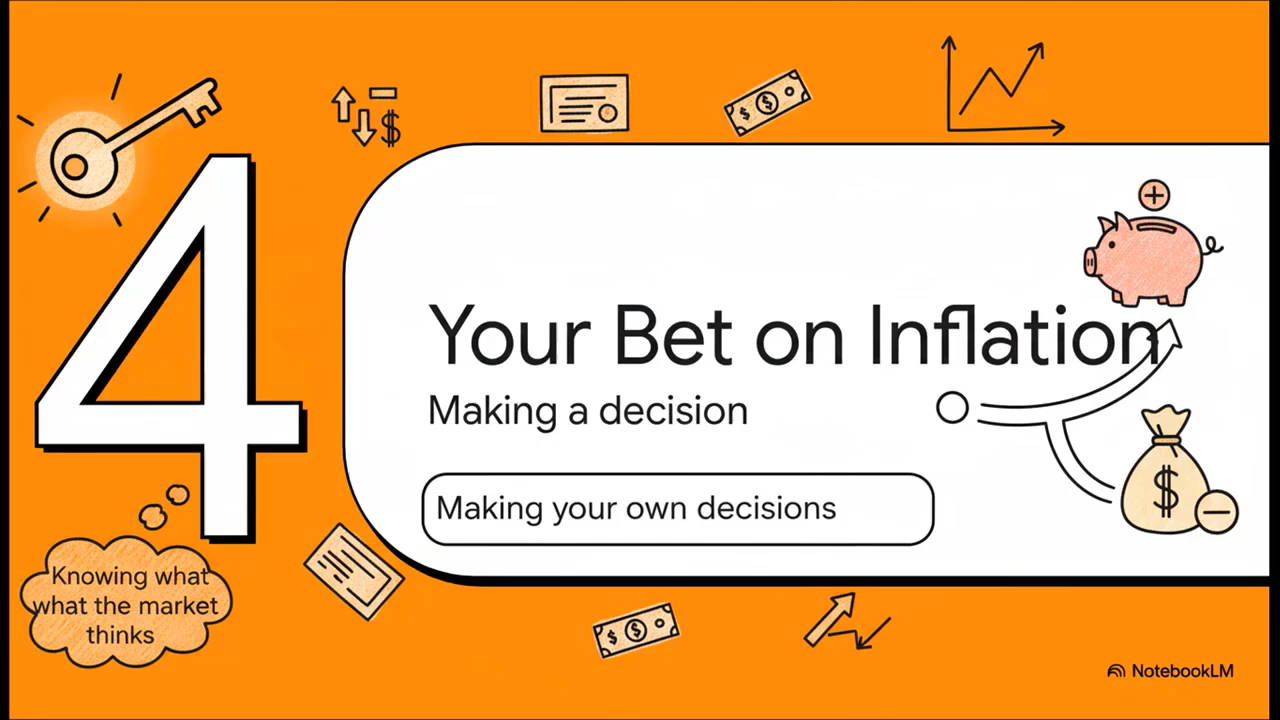 4
Your Bet on Inflation
Making a decision
Making your own decisions
Knowing what
what the market
thinks
NotebookLM